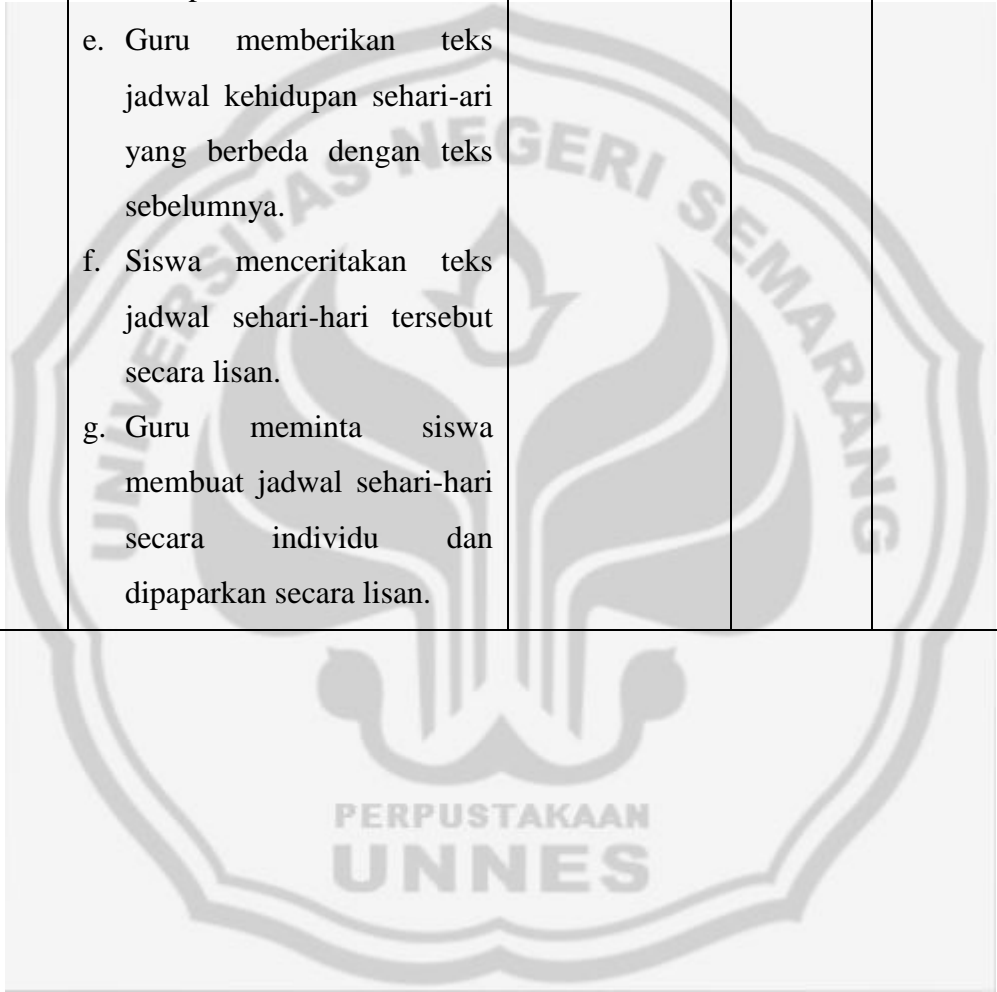 e. Guru memberikan teks
jadwal kehidupan sehari-ari
yang berbeda dengan teks
sebelumnya.
f. Siswa menceritakan teks
jadwal sehari-hari tersebut
secara lisan.
g. Guru meminta siswa
membuat jadwal sehari-hari
secara individu dan
dipaparkan secara lisan.
UNIVERSITAS NEGERI SEMARANG
PERPUSTAKAAN
UNNES